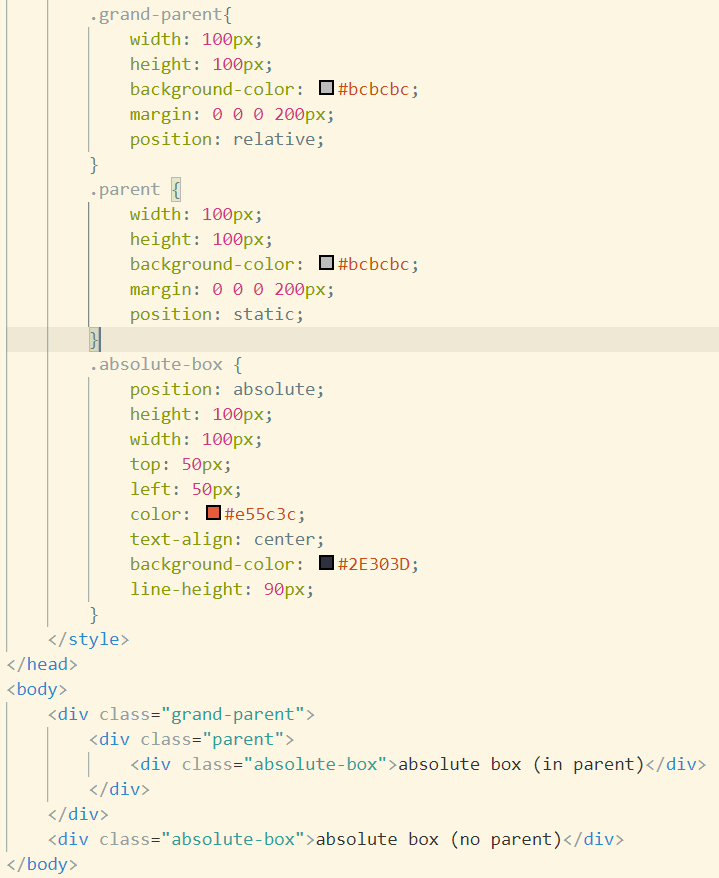 .grand-parent{
width: 100px;
height: 100px;
background-color: #bcbcbc;
margin: 0 0 0 200px;
position: relative;
}
.parent {
width: 100px;
height: 100px;
background-color: #bcbcbc;
margin: 0 0 0 200px;
position: static;
}
.absolute-box {
position: absolute;
height: 100px;
width: 100px;
top: 50px;
left: 50px;
color: #e55c3c;
text-align: center;
background-color: #2E303D;
line-height: 90px;
}
</style>
</head>
<body>
<div class="grand-parent">
<div class="parent">
<div class="absolute-box">absolute box (in parent)</div>
</div>
</div>
<div class="absolute-box">absolute box (no parent)</div>
</body>